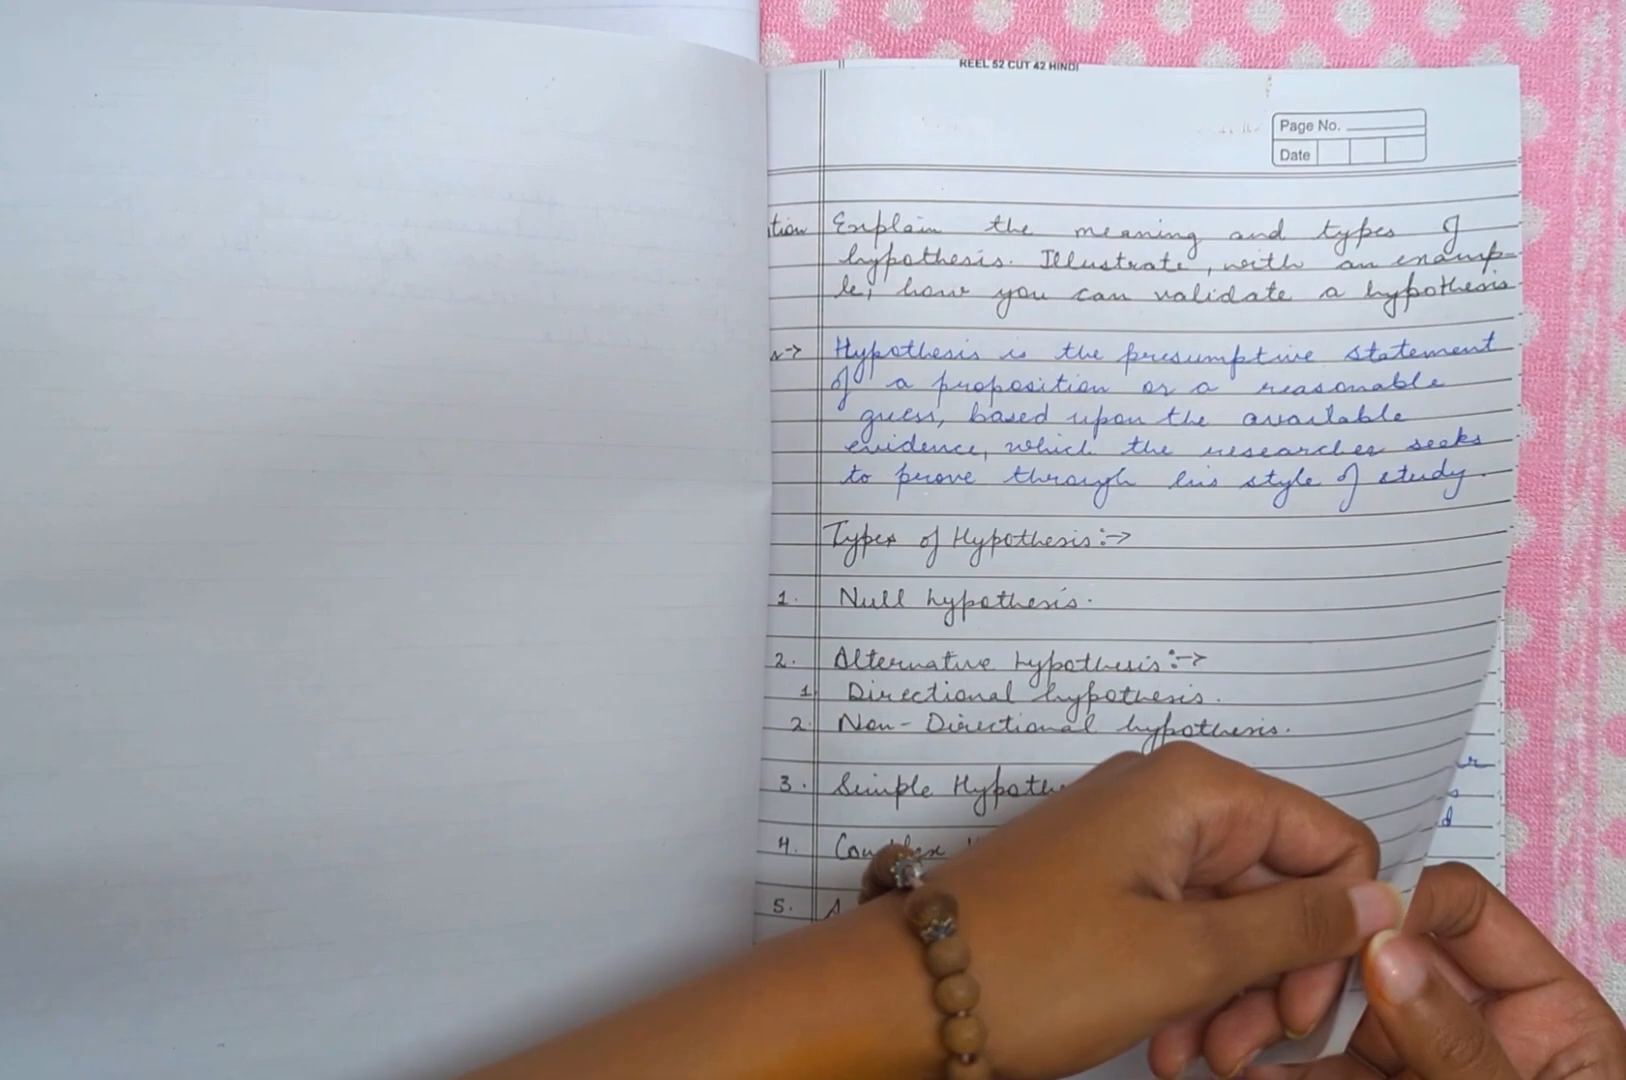 REEL 52 CUT 42 HINDI
Page No.
Date
tion Explain the meaning and types of
hypothesis. Illustrate, with an examp-
le, how you can validate a hypothesis.
Hypothesis is the presumptive statement
of a proposition or a reasonable
guess, based upon the available
evidence, which the researcher seeks
to prove through his style of study.
Types of Hypothesis:->
1. Null hypothesis.
2. Alternative hypothesis:->
1. Directional hypothesis.
2. Non-Directional hypothesis.
3. Simple Hypothe
4.
5. A